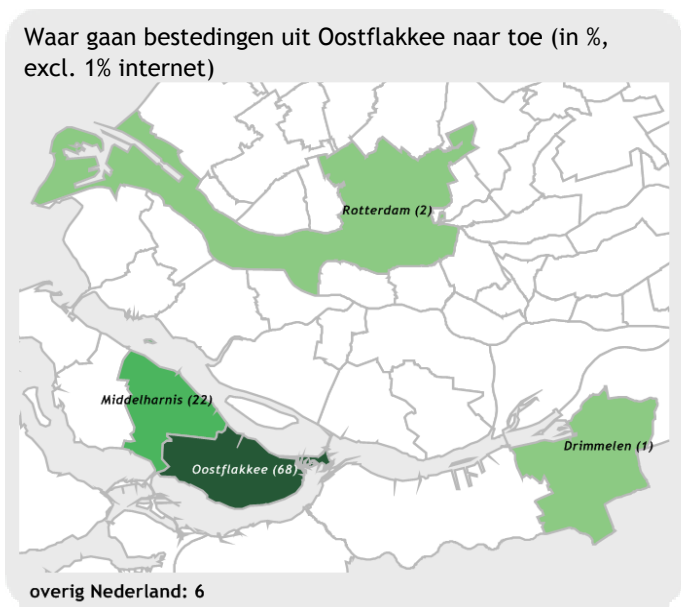 Waar gaan bestedingen uit Oostflakkee naar toe (in %,
excl. 1% internet)
Rotterdam (2)
Middelharnis (22)
Drimmelen (1)
Oostflakkee (68)
overig Nederland: 6